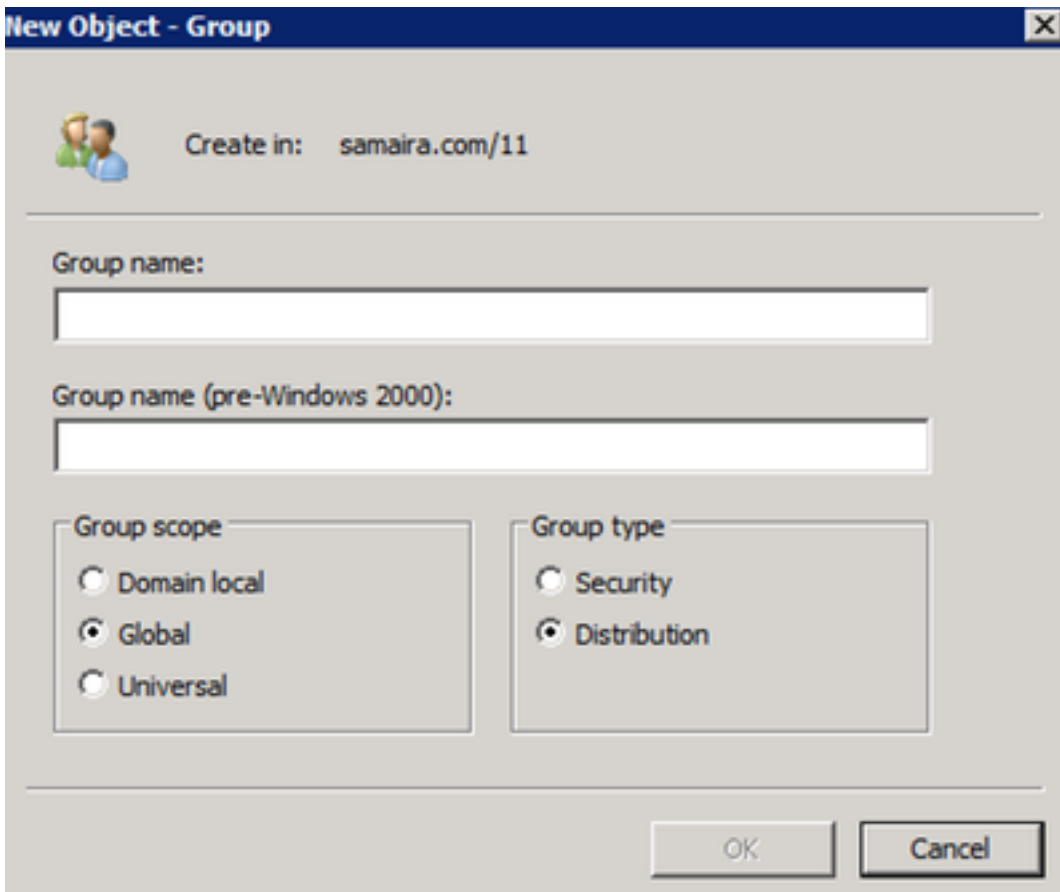 New Object - Group
Create in: samaira.com/11
Group name:
Group name (pre-Windows 2000):
Group scope
Domain local
Global
Universal
Group type
Security
Distribution
OK
Cancel